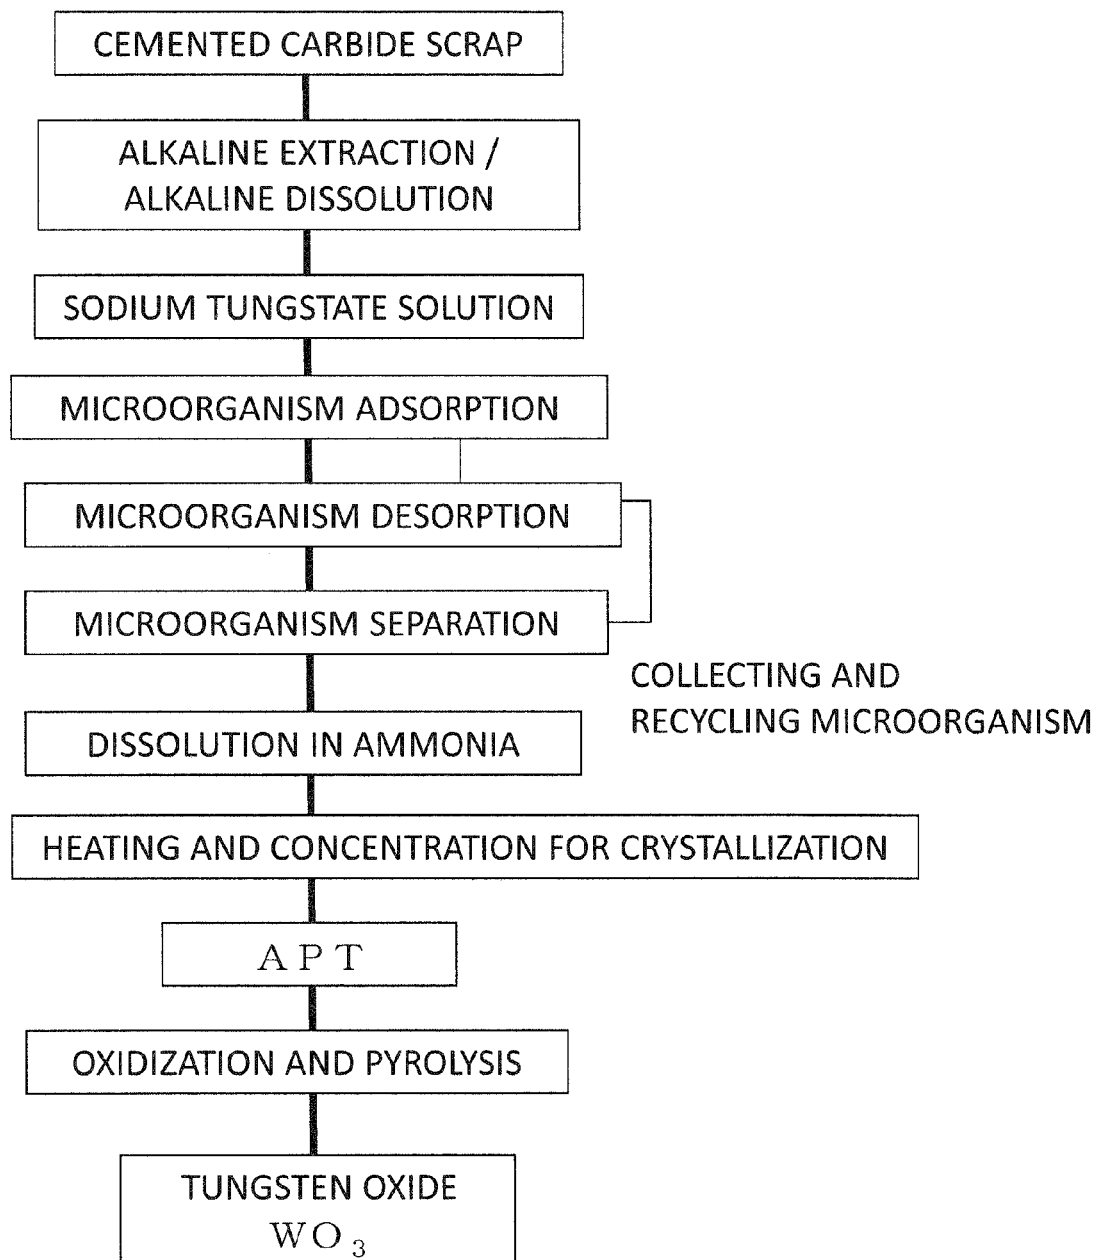 CEMENTED CARBIDE SCRAP
ALKALINE EXTRACTION /
ALKALINE DISSOLUTION
SODIUM TUNGSTATE SOLUTION
MICROORGANISM ADSORPTION
MICROORGANISM DESORPTION
MICROORGANISM SEPARATION
COLLECTING AND
RECYCLING MICROORGANISM
DISSOLUTION IN AMMONIA
HEATING AND CONCENTRATION FOR CRYSTALLIZATION
APT
OXIDIZATION AND PYROLYSIS
TUNGSTEN OXIDE
WO₃